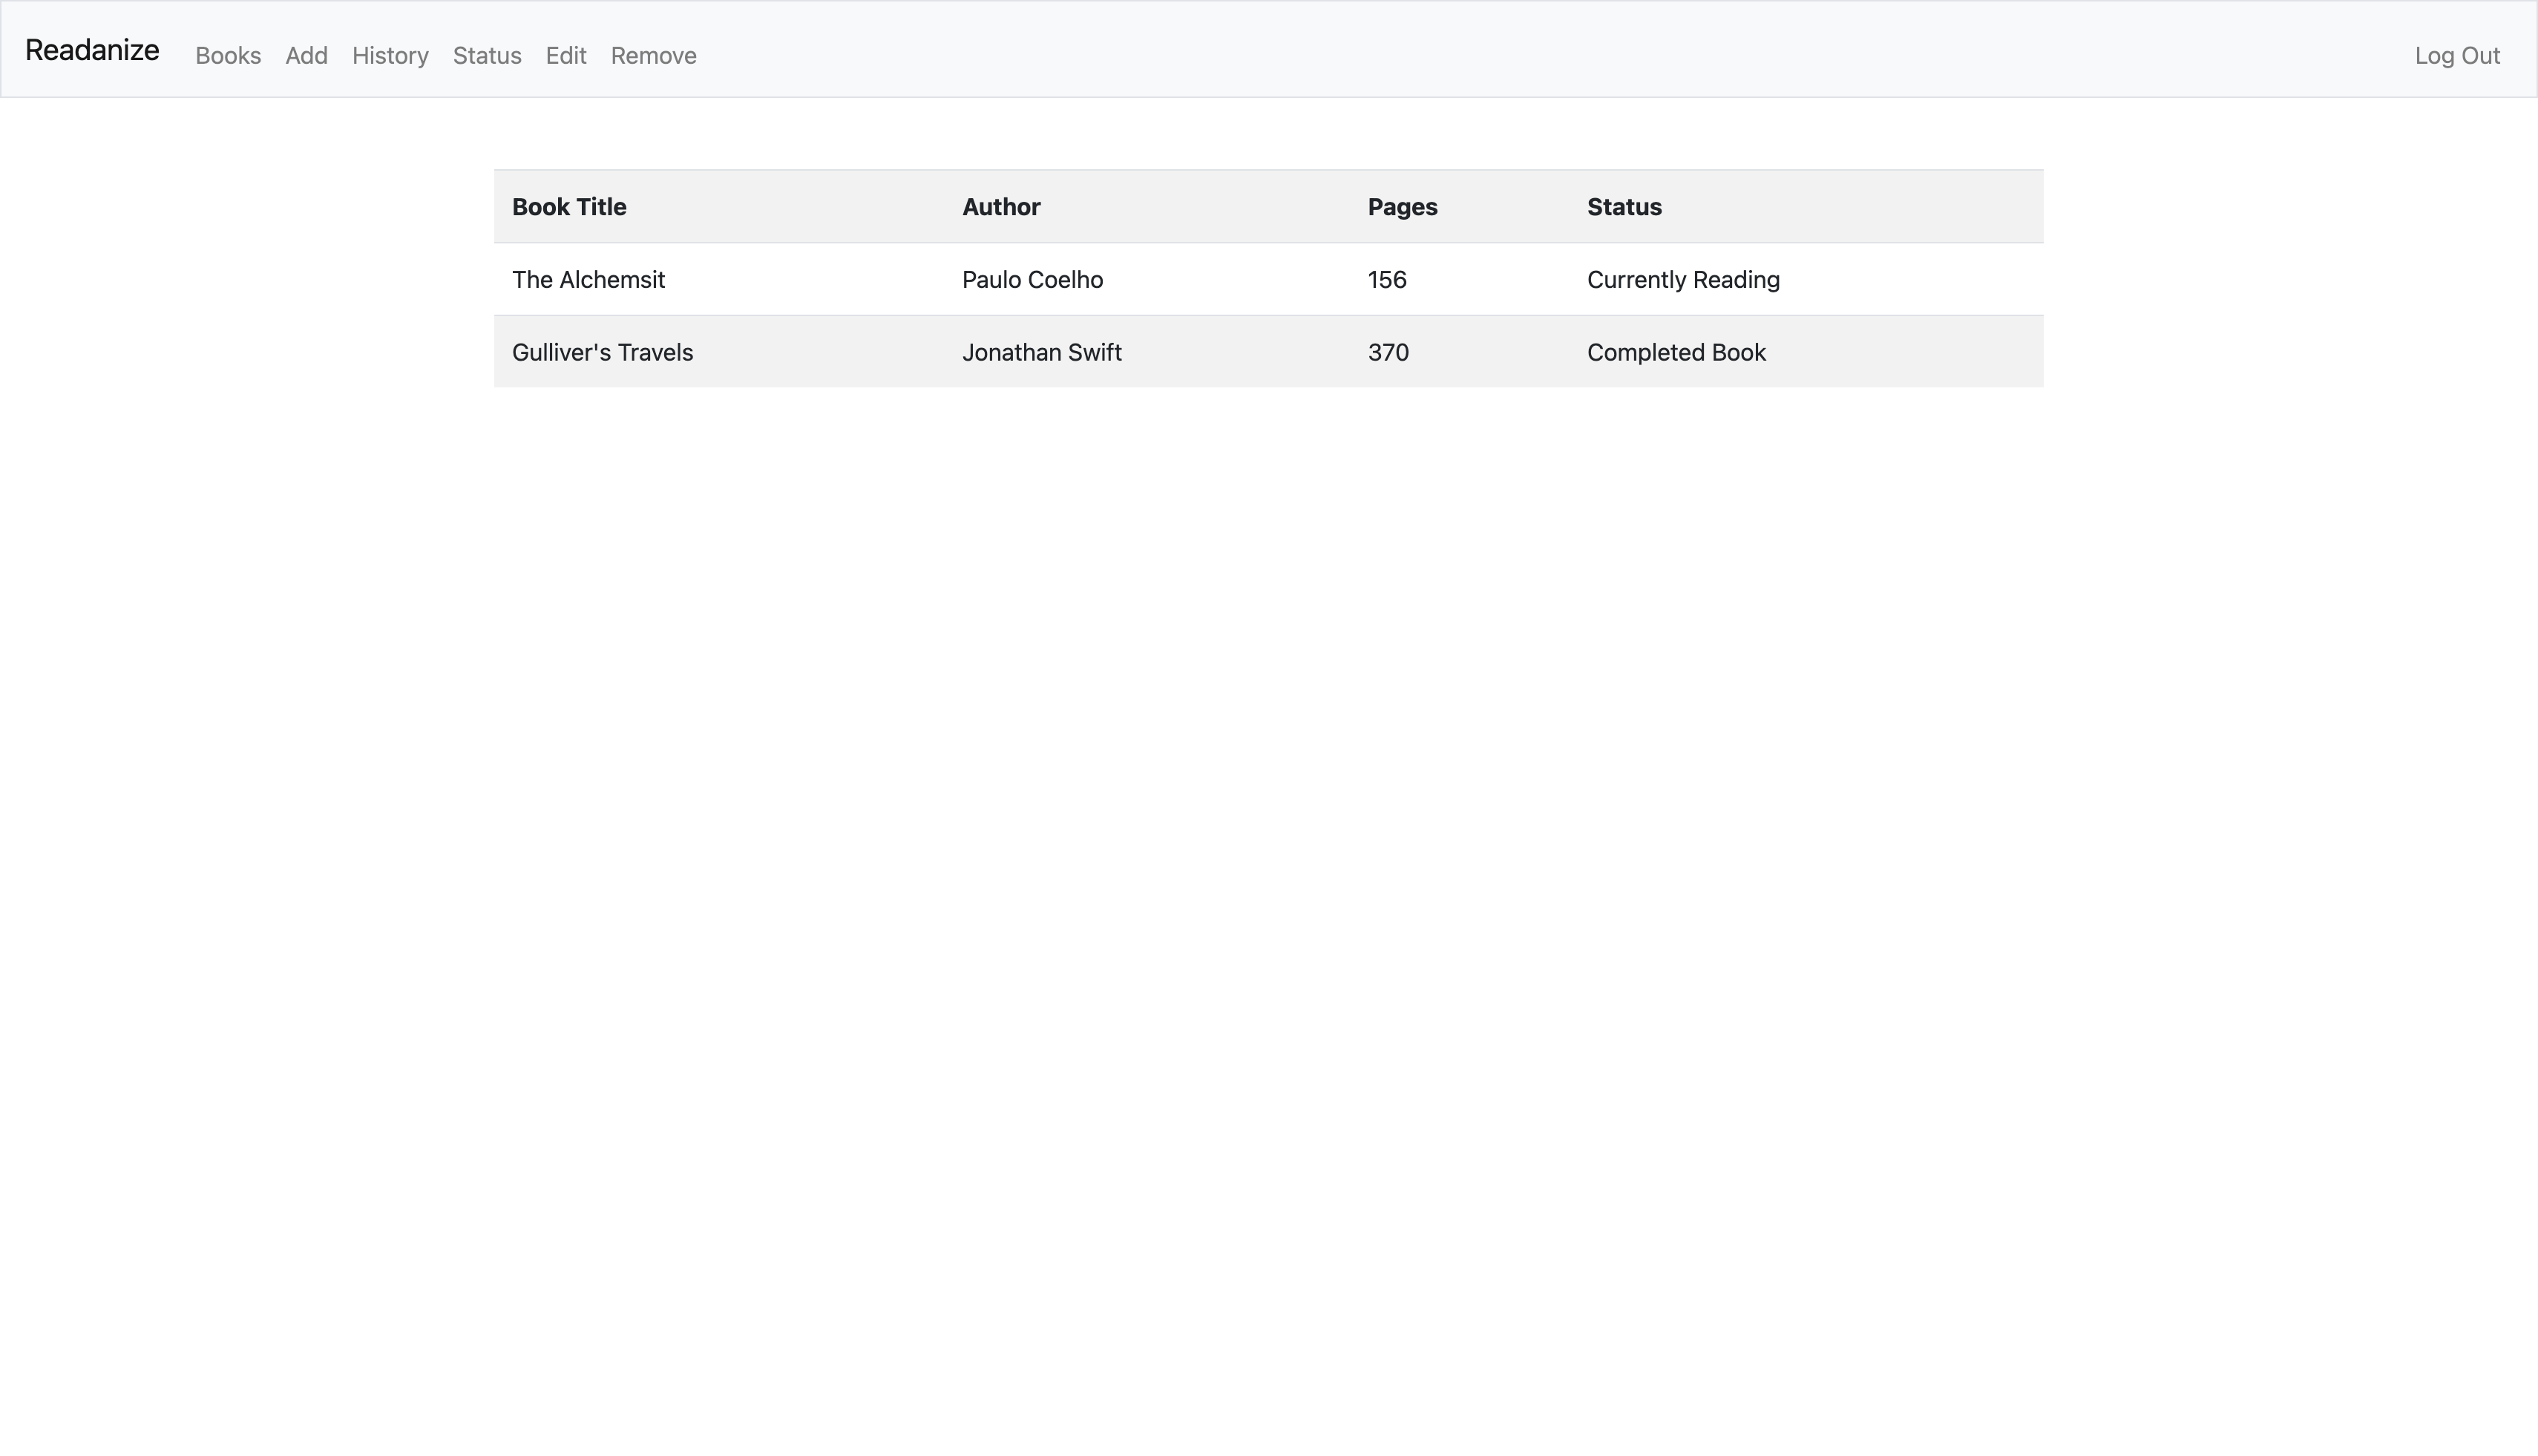 Readanize Books Add History Status Edit Remove Log Out
Book Title Author Pages Status
The Alchemsit Paulo Coelho 156 Currently Reading
Gulliver's Travels Jonathan Swift 370 Completed Book